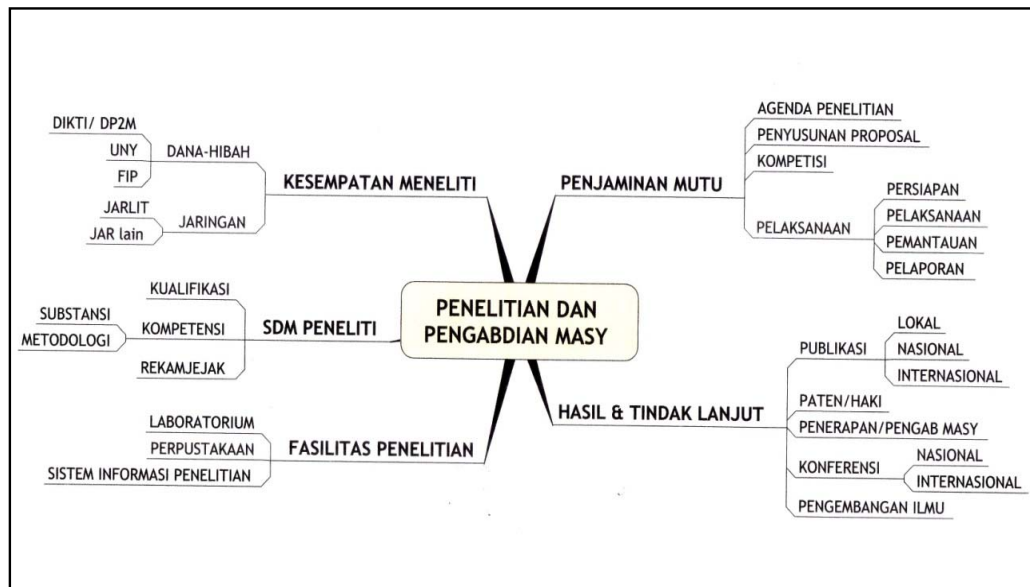 DIKTI/ DP2M
UNY
FIP
DANA-HIBAH
JARLIT
JAR lain
JARINGAN
KESEMPATAN MENELITI
KUALIFIKASI
SUBSTANSI
METODOLOGI
KOMPETENSI
REKAMJEJAK
SDM PENELITI
LABORATORIUM
PERPUSTAKAAN
SISTEM INFORMASI PENELITIAN
FASILITAS PENELITIAN
PENELITIAN DAN
PENGABDIAN MASY
PENJAMINAN MUTU
AGENDA PENELITIAN
PENYUSUNAN PROPOSAL
KOMPETISI
PELAKSANAAN
PERSIAPAN
PELAKSANAAN
PEMANTAUAN
PELAPORAN
HASIL & TINDAK LANJUT
PUBLIKASI
LOKAL
NASIONAL
INTERNASIONAL
PATEN/HAKI
PENERAPAN/PENGAB MASY
KONFERENSI
NASIONAL
INTERNASIONAL
PENGEMBANGAN ILMU